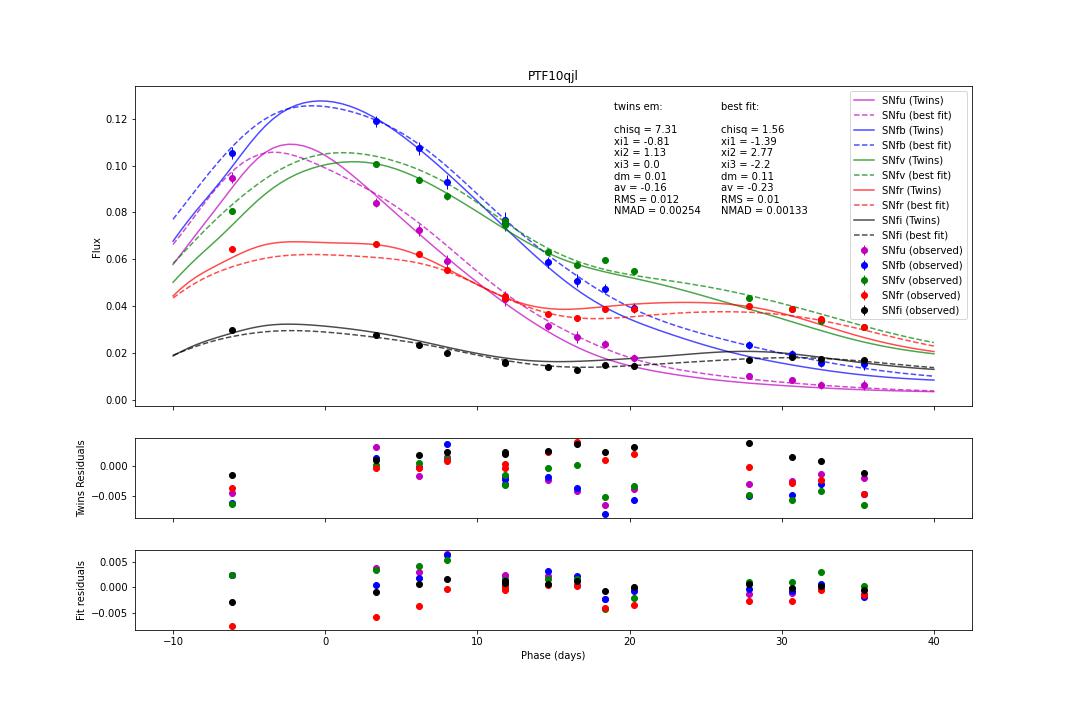 PTF10qjl
Flux
0.12
0.10
0.08
0.06
0.04
0.02
0.00
twins em:
chisq = 7.31
xi1 = -0.81
xi2 = 1.13
xi3 = 0.0
dm = 0.01
av = -0.16
RMS = 0.012
NMAD = 0.00254
best fit:
chisq = 1.56
xi1 = -1.39
xi2 = 2.77
xi3 = -2.2
dm = 0.11
av = -0.23
RMS = 0.01
NMAD = 0.00133
SNfu (Twins)
SNfu (best fit)
SNfb (Twins)
SNfb (best fit)
SNfv (Twins)
SNfv (best fit)
SNfr (Twins)
SNfr (best fit)
SNfi (Twins)
SNfi (best fit)
SNfu (observed)
SNfb (observed)
SNfv (observed)
SNfr (observed)
SNfi (observed)
Twins Residuals
0.000
−0.005
Fit residuals
0.005
0.000
−0.005
−10 0 10 20 30 40
Phase (days)